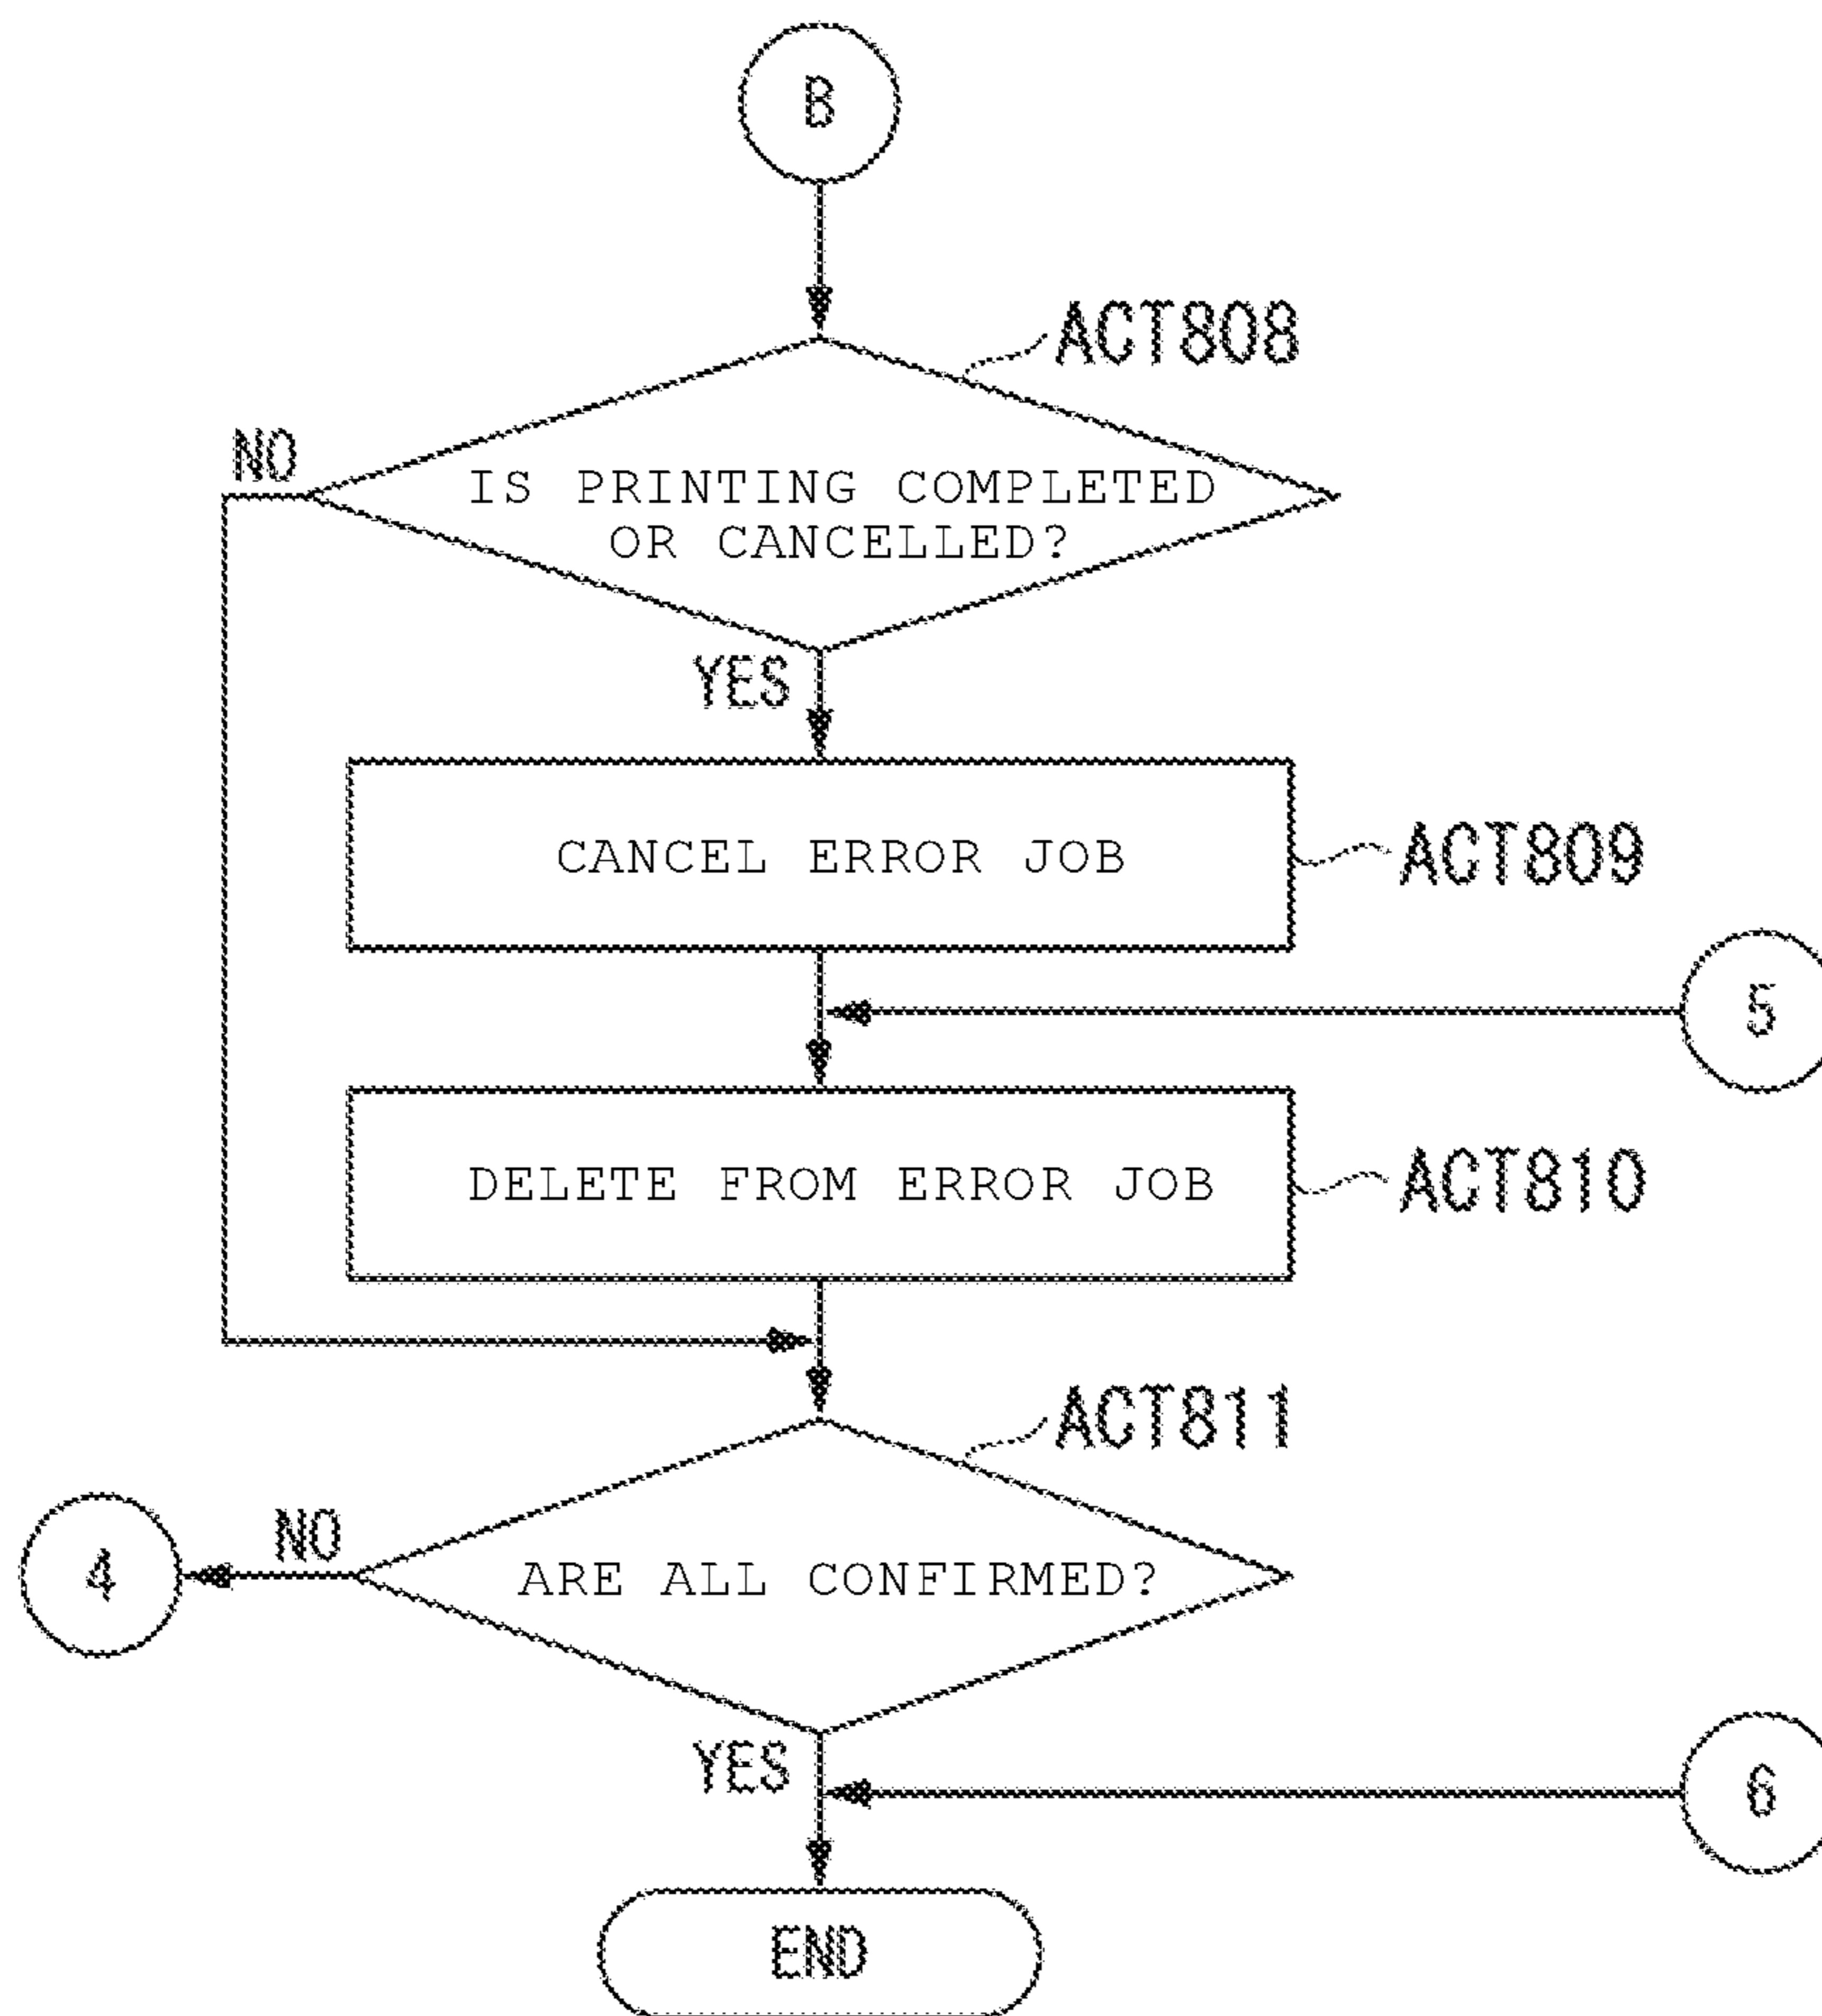 B
ACT808
NO
IS PRINTING COMPLETED
OR CANCELLED?
YES
CANCEL ERROR JOB
ACT809
5
DELETE FROM ERROR JOB
ACT810
ACT811
4
NO
ARE ALL CONFIRMED?
YES
6
END